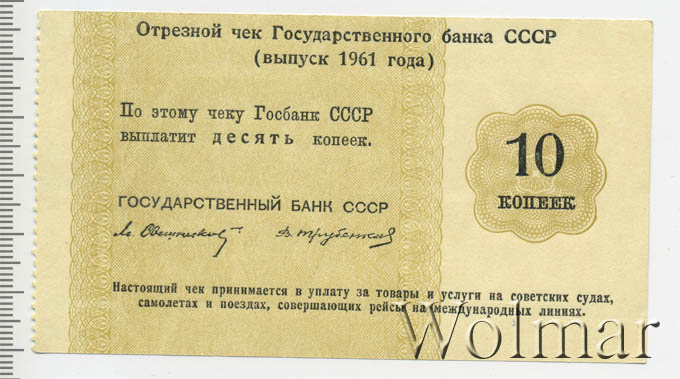 Отрезной чек Государственного банка СССР
(выпуск 1961 года)
По этому чеку Госбанк СССР
выплатит десять копеек.
10
КОПЕЕК
ГОСУДАРСТВЕННЫЙ БАНК СССР
Настоящий чек принимается в уплату за товары и услуги на советских судах,
самолетах и поездах, совершающих рейсы на международных линиях.
Wolmar